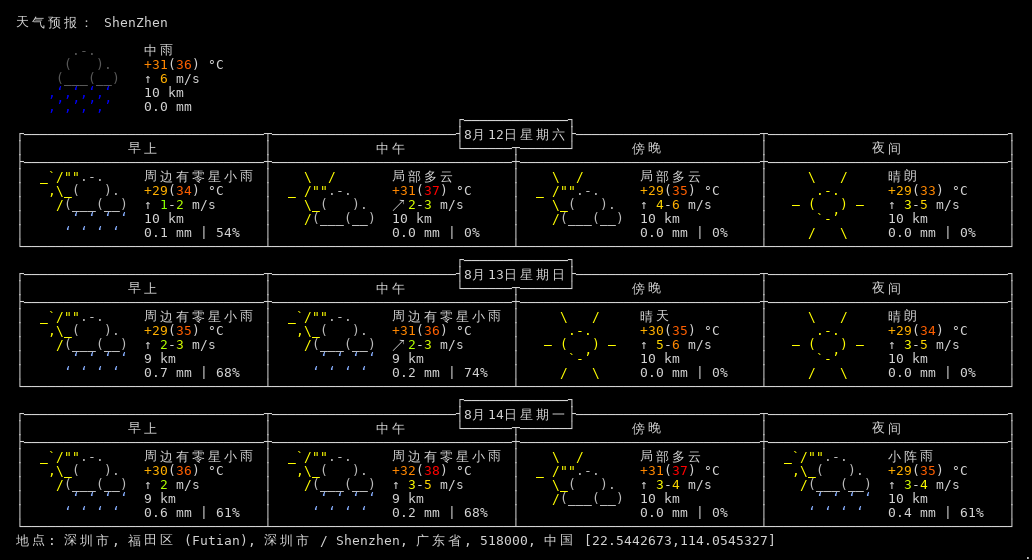 天气预报： ShenZhen
中雨
+31(36) °C
↑ 6 m/s
10 km
0.0 mm
8月12日星期六
早上 中午 傍晚 夜间
周边有零星小雨 局部多云 局部多云 晴朗
+29(34) °C +31(37) °C +29(35) °C +29(33) °C
↑ 1-2 m/s ↗ 2-3 m/s ↑ 4-6 m/s ↑ 3-5 m/s
10 km 10 km 10 km 10 km
0.1 mm | 54% 0.0 mm | 0% 0.0 mm | 0% 0.0 mm | 0%
8月13日星期日
早上 中午 傍晚 夜间
周边有零星小雨 周边有零星小雨 晴天 晴朗
+29(35) °C +31(36) °C +30(35) °C +29(34) °C
↑ 2-3 m/s ↗ 2-3 m/s ↑ 5-6 m/s ↑ 3-5 m/s
9 km 9 km 10 km 10 km
0.7 mm | 68% 0.2 mm | 74% 0.0 mm | 0% 0.0 mm | 0%
8月14日星期一
早上 中午 傍晚 夜间
周边有零星小雨 周边有零星小雨 局部多云 小阵雨
+30(36) °C +32(38) °C +31(37) °C +29(35) °C
↑ 2 m/s ↑ 3-5 m/s ↑ 3-4 m/s ↑ 3-4 m/s
9 km 9 km 10 km 10 km
0.6 mm | 61% 0.2 mm | 68% 0.0 mm | 0% 0.4 mm | 61%
地点: 深圳市, 福田区 (Futian), 深圳市 / Shenzhen, 广东省, 518000, 中国 [22.5442673,114.0545327]